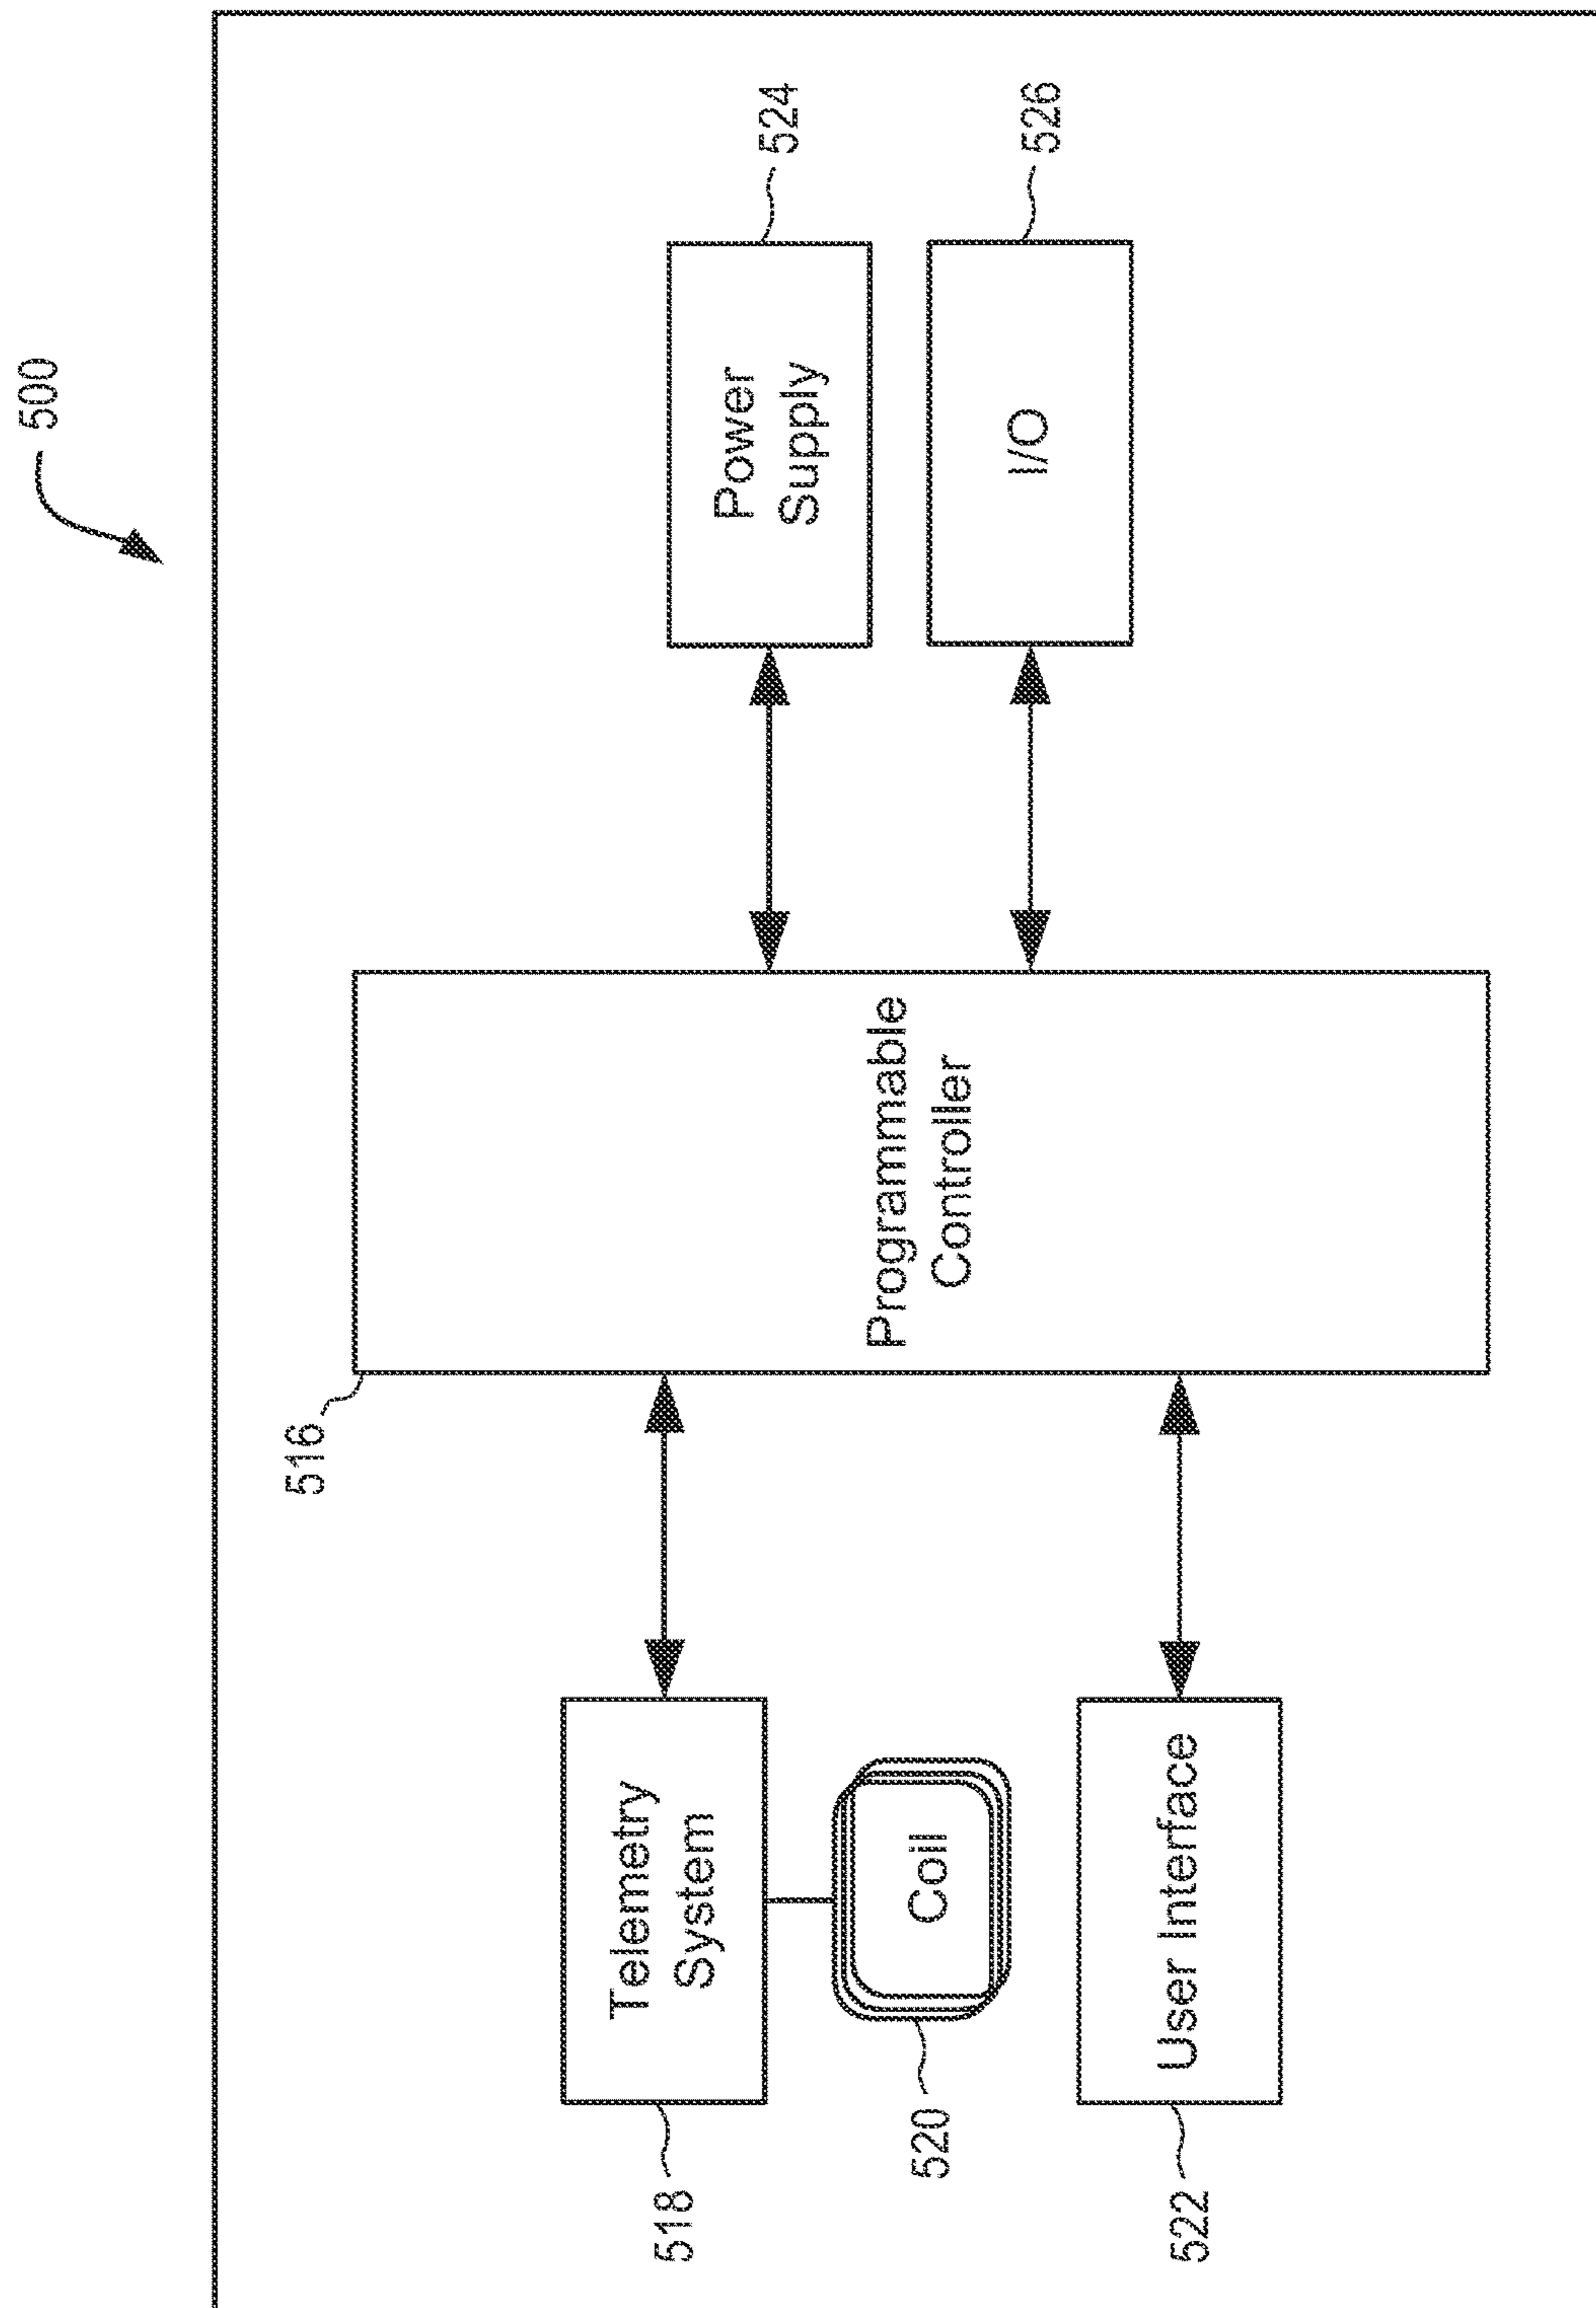 500
516
518
Telemetry
System
520
Coil
522
User Interface
Programmable
Controller
Power
Supply
524
I/O
526